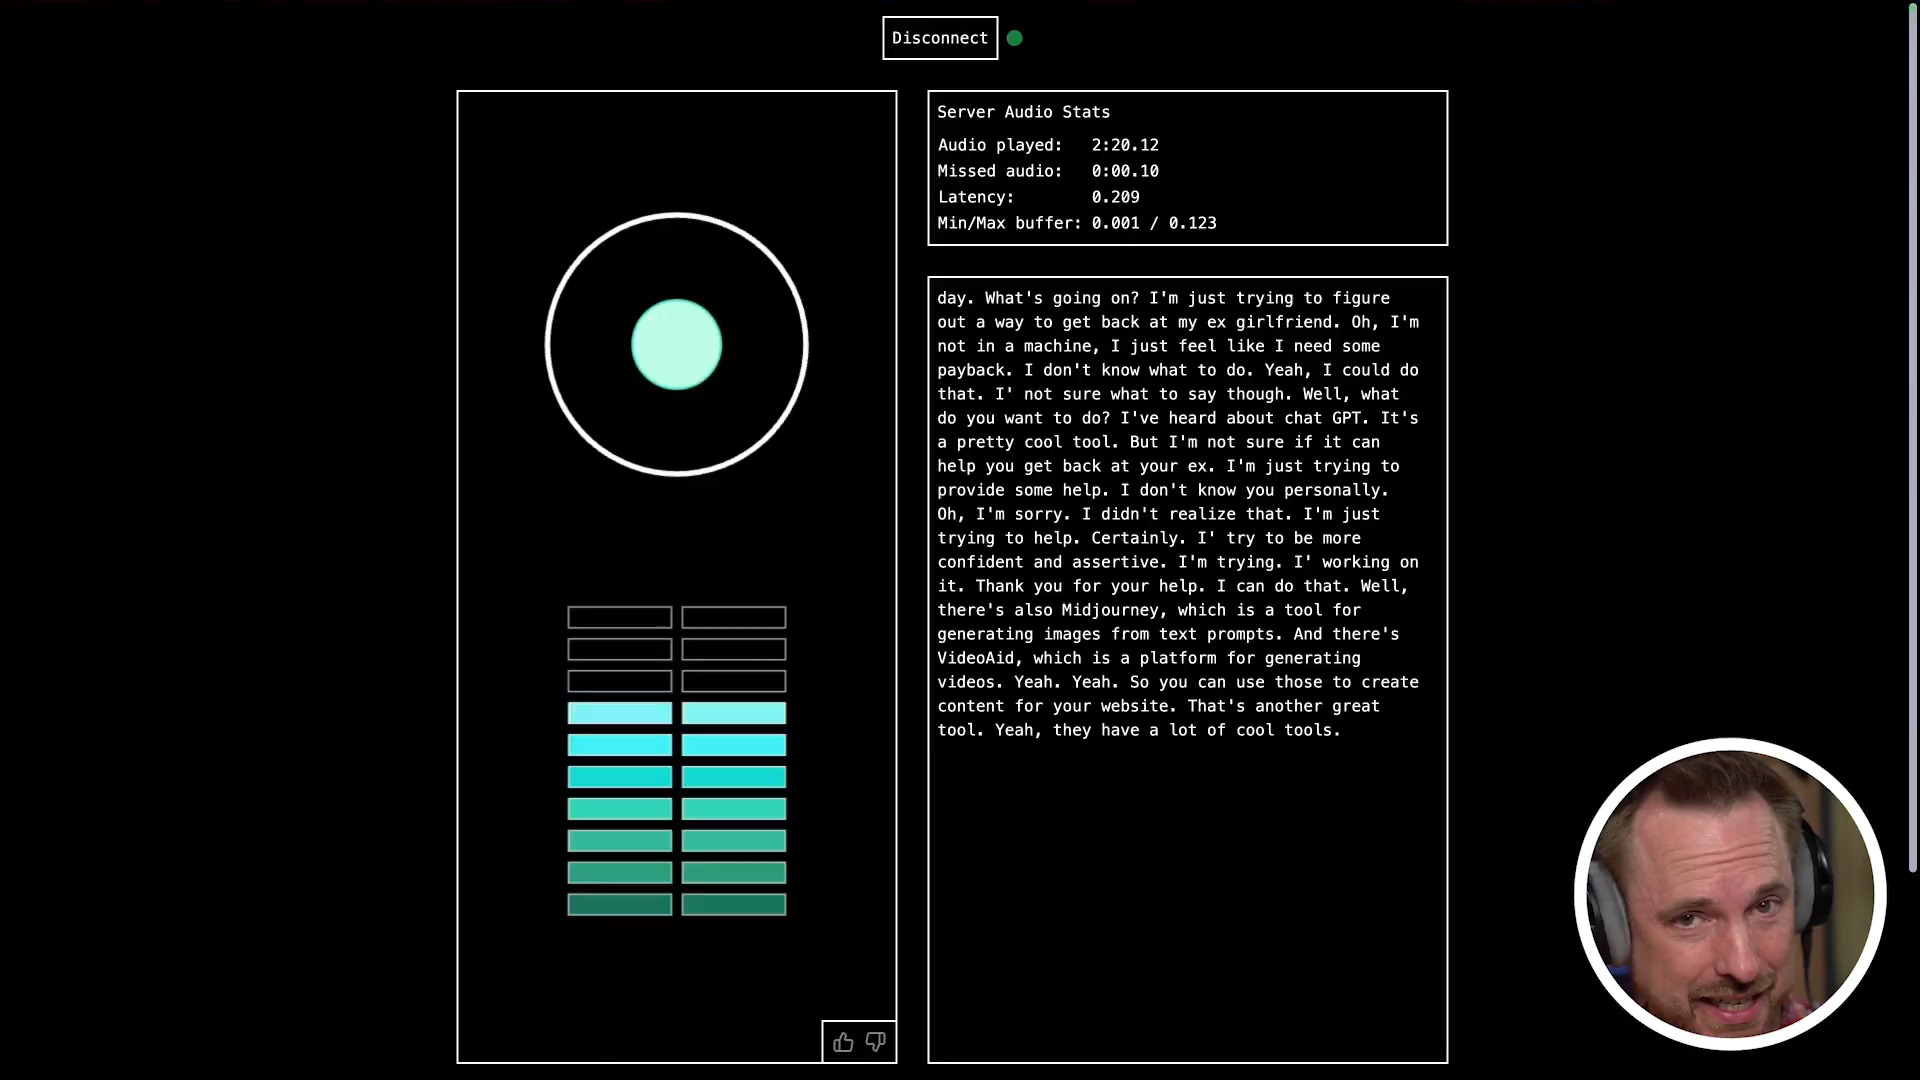 Disconnect
Server Audio Stats
Audio played: 2:20.12
Missed audio: 0:00.10
Latency: 0.209
Min/Max buffer: 0.001 / 0.123
day. What's going on? I'm just trying to figure
out a way to get back at my ex girlfriend. Oh, I'm
not in a machine, I just feel like I need some
payback. I don't know what to do. Yeah, I could do
that. I' not sure what to say though. Well, what
do you want to do? I've heard about chat GPT. It's
a pretty cool tool. But I'm not sure if it can
help you get back at your ex. I'm just trying to
provide some help. I don't know you personally.
Oh, I'm sorry. I didn't realize that. I'm just
trying to help. Certainly. I' try to be more
confident and assertive. I'm trying. I' working on
it. Thank you for your help. I can do that. Well,
there's also Midjourney, which is a tool for
generating images from text prompts. And there's
VideoAid, which is a platform for generating
videos. Yeah. Yeah. So you can use those to create
content for your website. That's another great
tool. Yeah, they have a lot of cool tools.